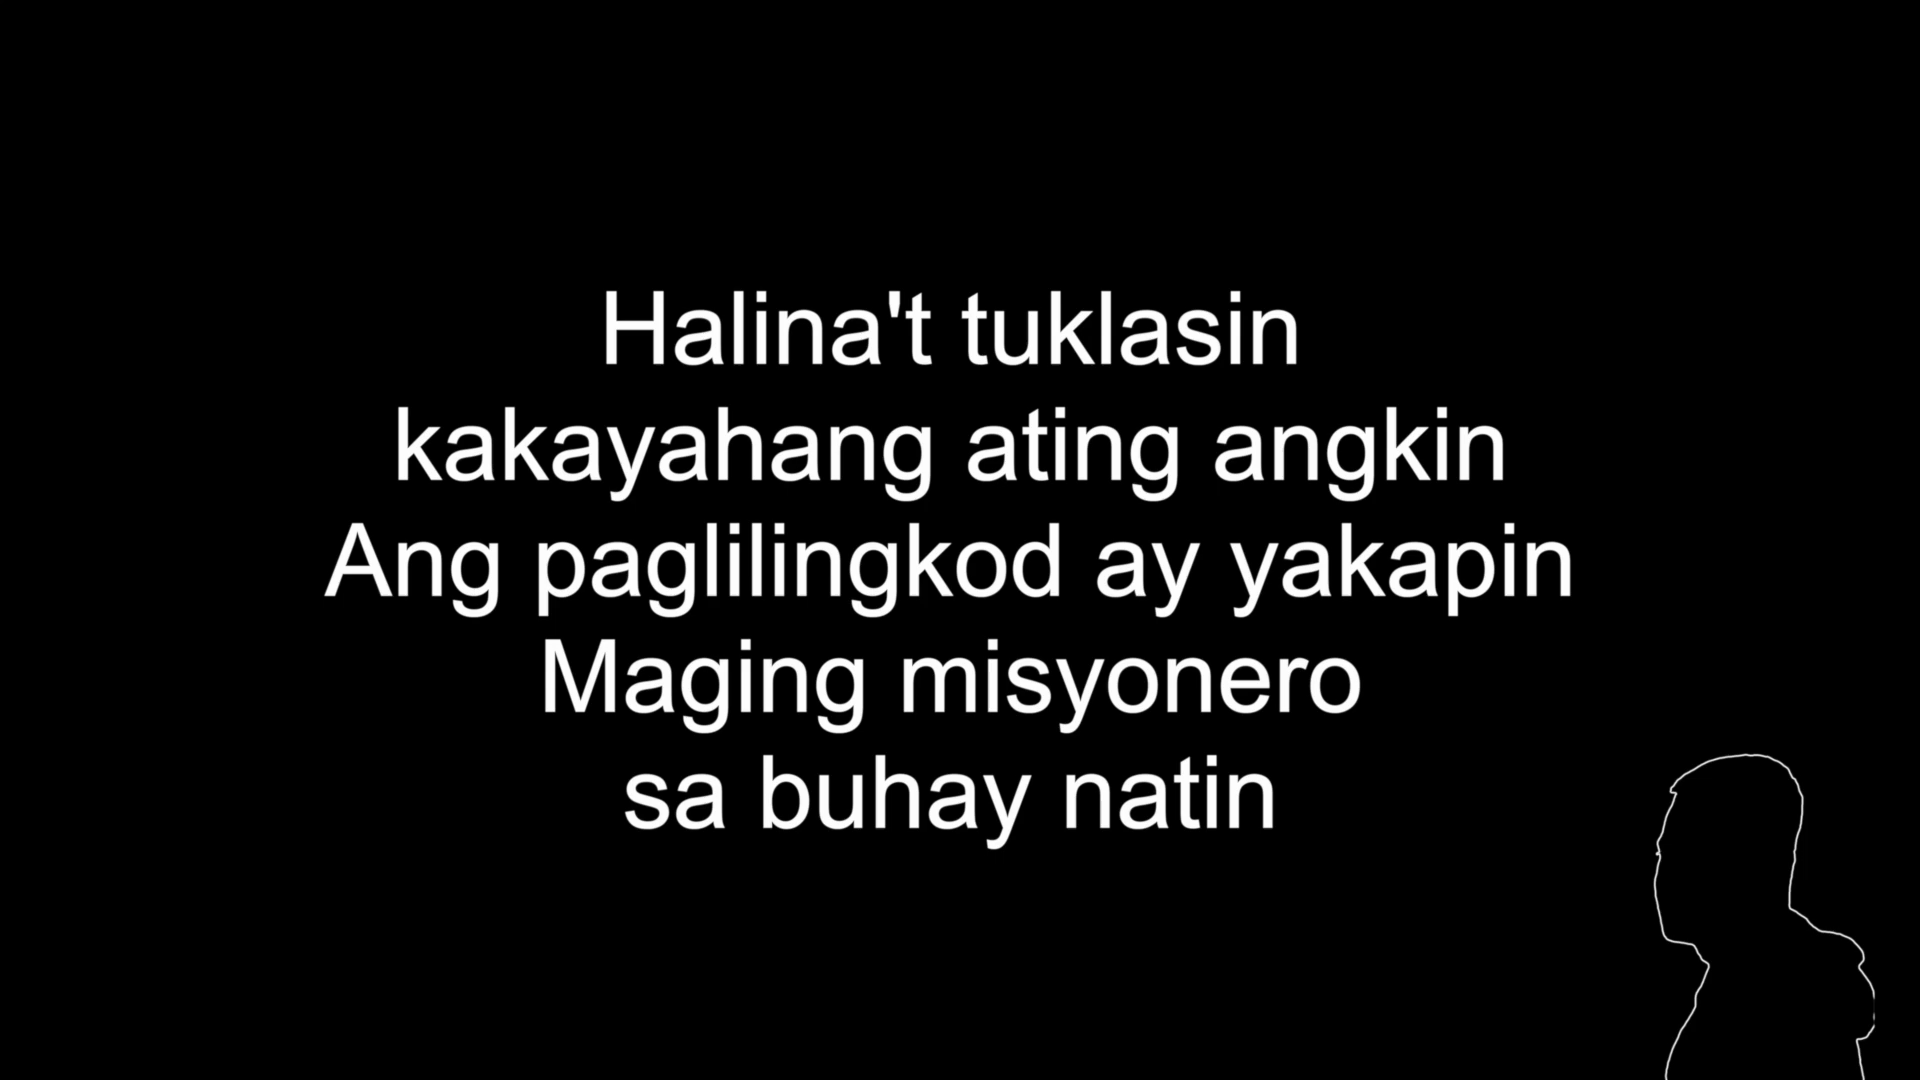 Halina't tuklasin
kakayahang ating angkin
Ang paglilingkod ay yakapin
Maging misyonero
sa buhay natin